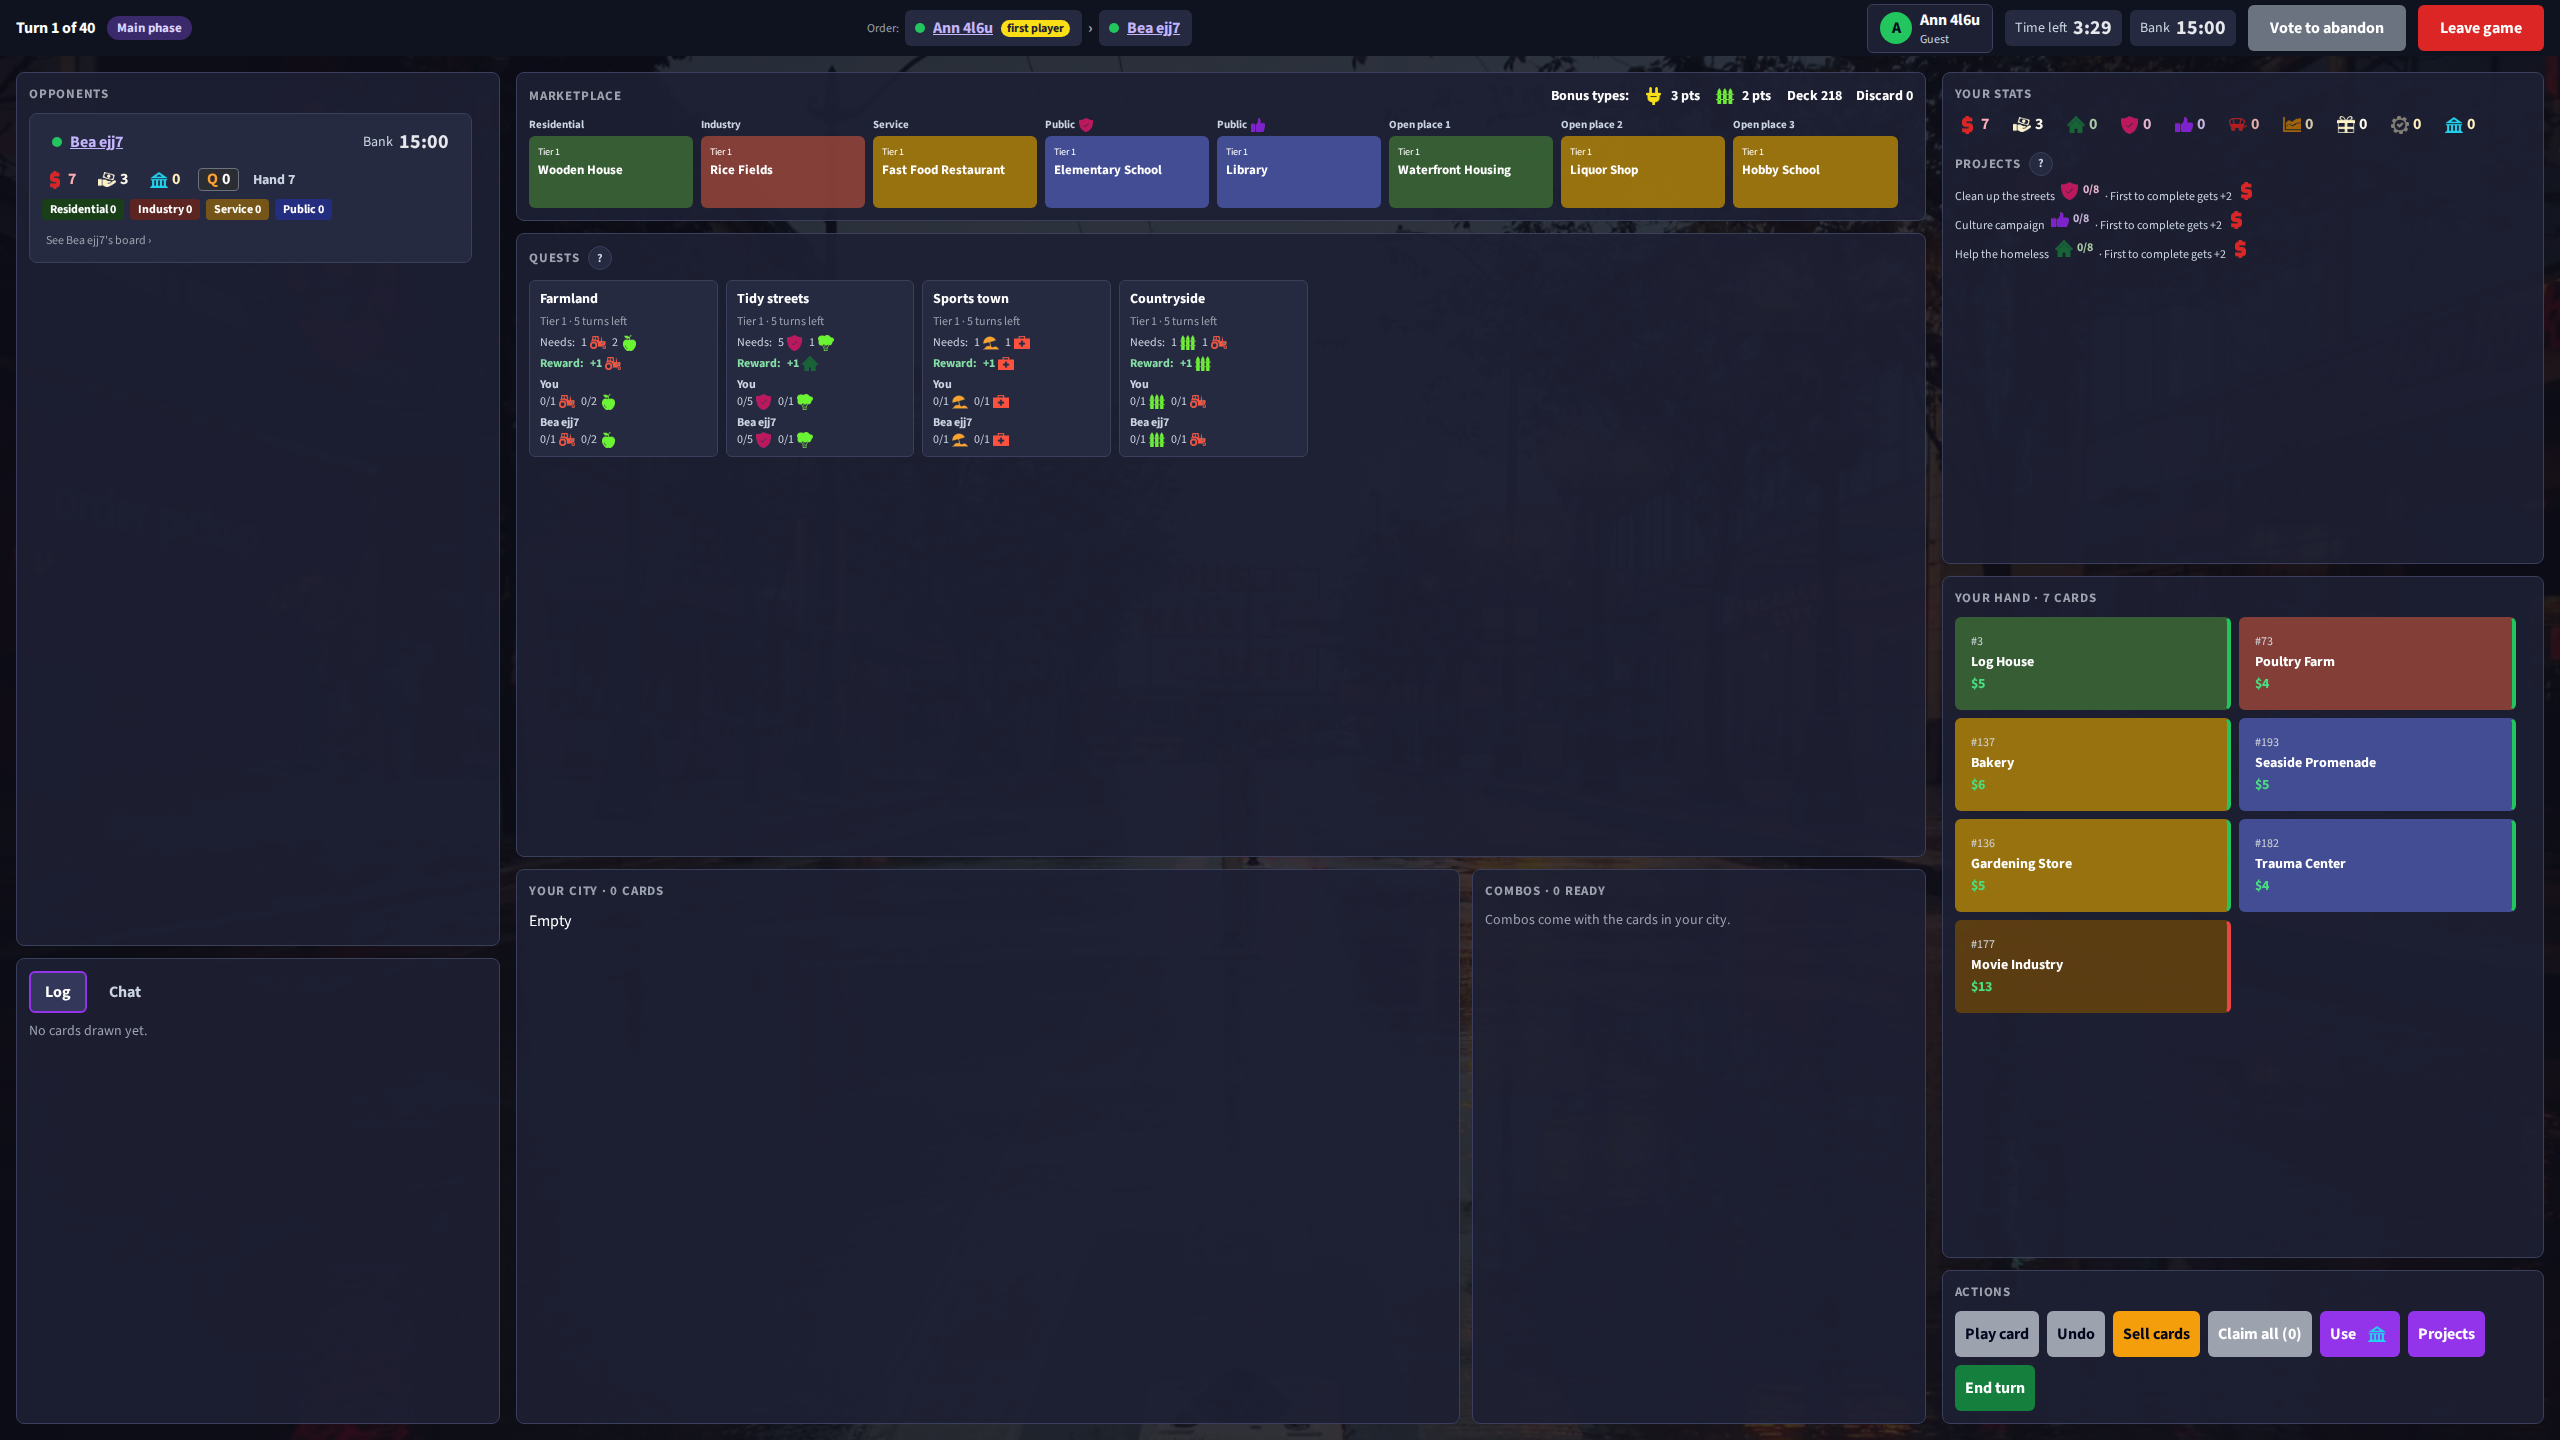 Turn 1 of 40 Main phase
Order: Ann 4l6u first player › Bea ejj7
A Ann 4l6u
Guest
Time left 3:29
Bank 15:00
Vote to abandon
Leave game
OPPONENTS
Bea ejj7 Bank 15:00
7 3 0 Q 0 Hand 7
Residential 0 Industry 0 Service 0 Public 0
See Bea ejj7's board ›
Log Chat
No cards drawn yet.
MARKETPLACE
Bonus types: 3 pts 2 pts Deck 218 Discard 0
Residential
Tier 1
Wooden House
Industry
Tier 1
Rice Fields
Service
Tier 1
Fast Food Restaurant
Public
Tier 1
Elementary School
Public
Tier 1
Library
Open place 1
Tier 1
Waterfront Housing
Open place 2
Tier 1
Liquor Shop
Open place 3
Tier 1
Hobby School
QUESTS ?
Farmland
Tier 1 · 5 turns left
Needs: 1 2
Reward: +1
You
0/1 0/2
Bea ejj7
0/1 0/2
Tidy streets
Tier 1 · 5 turns left
Needs: 5 1
Reward: +1
You
0/5 0/1
Bea ejj7
0/5 0/1
Sports town
Tier 1 · 5 turns left
Needs: 1 1
Reward: +1
You
0/1 0/1
Bea ejj7
0/1 0/1
Countryside
Tier 1 · 5 turns left
Needs: 1 1
Reward: +1
You
0/1 0/1
Bea ejj7
0/1 0/1
YOUR CITY · 0 CARDS
Empty
COMBOS · 0 READY
Combos come with the cards in your city.
YOUR STATS
7 3 0 0 0 0 0 0 0 0
PROJECTS ?
Clean up the streets 0/8 · First to complete gets +2
Culture campaign 0/8 · First to complete gets +2
Help the homeless 0/8 · First to complete gets +2
YOUR HAND · 7 CARDS
#3
Log House
$5
#73
Poultry Farm
$4
#137
Bakery
$6
#193
Seaside Promenade
$5
#136
Gardening Store
$5
#182
Trauma Center
$4
#177
Movie Industry
$13
ACTIONS
Play card Undo Sell cards Claim all (0) Use Projects
End turn